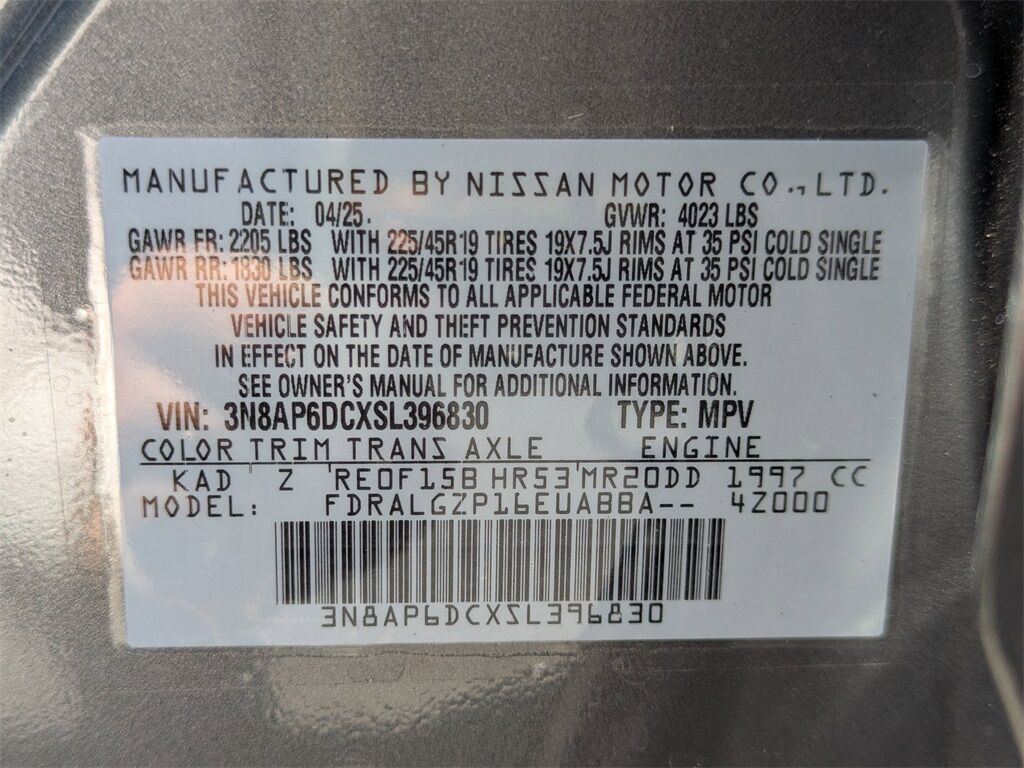 MANUFACTURED BY NISSAN MOTOR CO., LTD.
DATE: 04/25. GVWR: 4023 LBS
GAWR FR: 2205 LBS WITH 225/45R19 TIRES 19X7.5J RIMS AT 35 PSI COLD SINGLE
GAWR RR: 1830 LBS WITH 225/45R19 TIRES 19X7.5J RIMS AT 35 PSI COLD SINGLE
THIS VEHICLE CONFORMS TO ALL APPLICABLE FEDERAL MOTOR
VEHICLE SAFETY AND THEFT PREVENTION STANDARDS
IN EFFECT ON THE DATE OF MANUFACTURE SHOWN ABOVE.
SEE OWNER'S MANUAL FOR ADDITIONAL INFORMATION.
VIN: 3N8AP6DCXSL396830 TYPE: MPV
COLOR TRIM TRANS AXLE ENGINE
KAD Z RE0F15B HR53 MR20DD 1997 CC
MODEL: FDRALGZP16EUABBA-- 4Z000
3N8AP6DCXSL396830